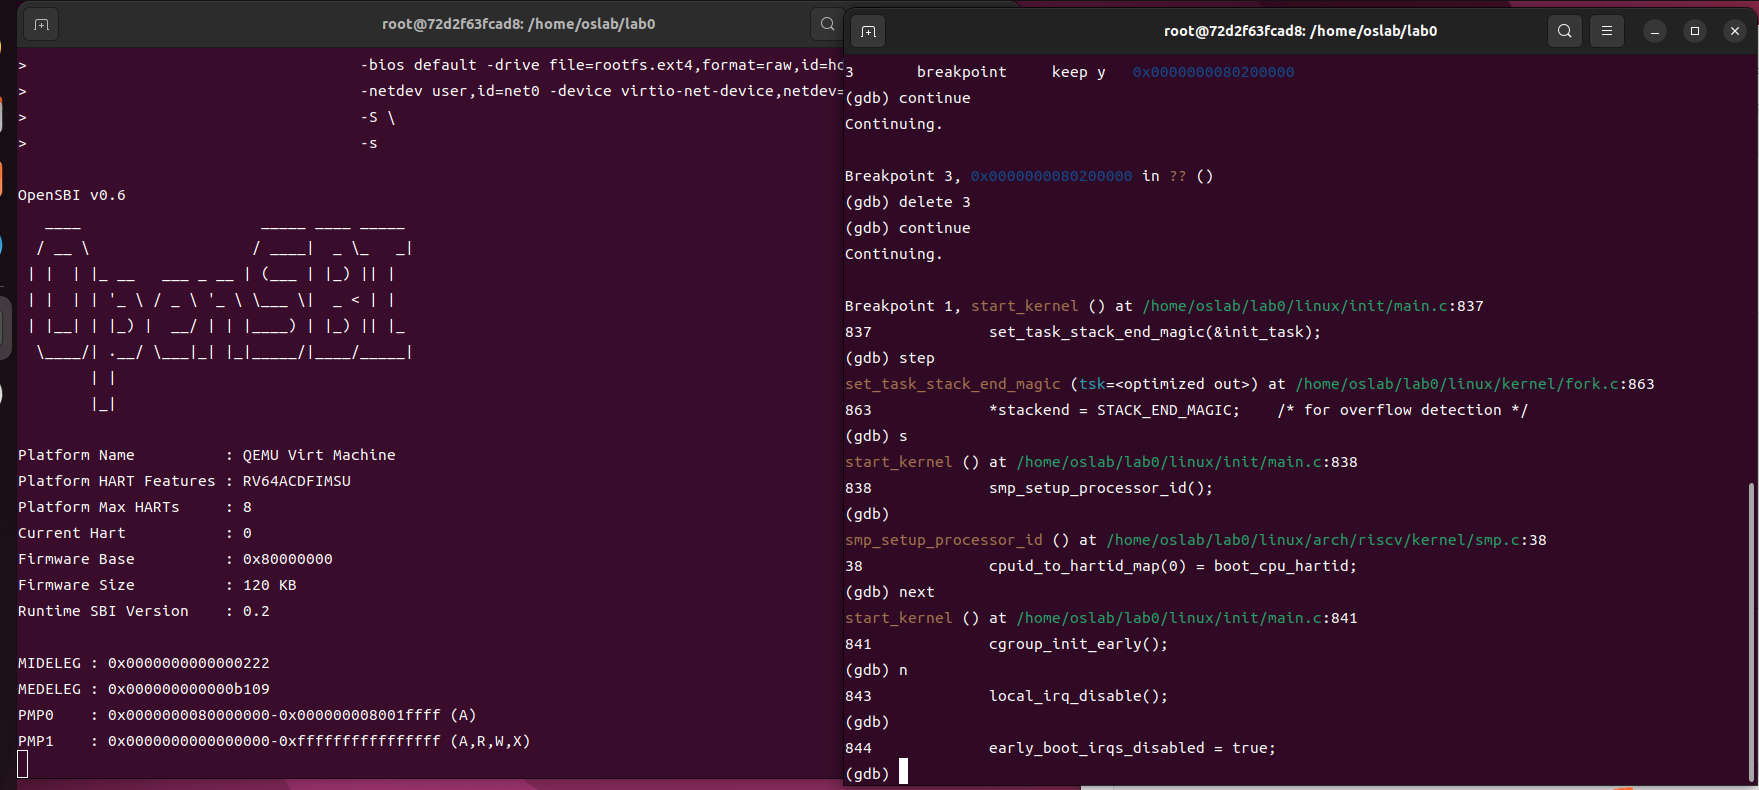 root@72d2f63fcad8: /home/oslab/lab0
>                                     -bios default -drive file=rootfs.ext4,format=raw,id=hd
>                                     -netdev user,id=net0 -device virtio-net-device,netdev=
>                                     -S \
>                                     -s
OpenSBI v0.6
   ____                    _____ ____ _____
  / __ \                  / ____|  _ \_   _|
 | |  | |_ __   ___ _ __ | (___ | |_) || |
 | |  | | '_ \ / _ \ '_ \ \___ \|  _ < | |
 | |__| | |_) |  __/ | | |____) | |_) || |_
  \____/| .__/ \___|_| |_|_____/|____/_____|
        | |
        |_|
Platform Name          : QEMU Virt Machine
Platform HART Features : RV64ACDFIMSU
Platform Max HARTs     : 8
Current Hart           : 0
Firmware Base          : 0x80000000
Firmware Size          : 120 KB
Runtime SBI Version    : 0.2
MIDELEG : 0x0000000000000222
MEDELEG : 0x000000000000b109
PMP0    : 0x0000000080000000-0x000000008001ffff (A)
PMP1    : 0x0000000000000000-0xffffffffffffffff (A,R,W,X)
root@72d2f63fcad8: /home/oslab/lab0
3       breakpoint     keep y   0x0000000080200000
(gdb) continue
Continuing.
Breakpoint 3, 0x0000000080200000 in ?? ()
(gdb) delete 3
(gdb) continue
Continuing.
Breakpoint 1, start_kernel () at /home/oslab/lab0/linux/init/main.c:837
837             set_task_stack_end_magic(&init_task);
(gdb) step
set_task_stack_end_magic (tsk=<optimized out>) at /home/oslab/lab0/linux/kernel/fork.c:863
863             *stackend = STACK_END_MAGIC;    /* for overflow detection */
(gdb) s
start_kernel () at /home/oslab/lab0/linux/init/main.c:838
838             smp_setup_processor_id();
(gdb)
smp_setup_processor_id () at /home/oslab/lab0/linux/arch/riscv/kernel/smp.c:38
38              cpuid_to_hartid_map(0) = boot_cpu_hartid;
(gdb) next
start_kernel () at /home/oslab/lab0/linux/init/main.c:841
841             cgroup_init_early();
(gdb) n
843             local_irq_disable();
(gdb)
844             early_boot_irqs_disabled = true;
(gdb)